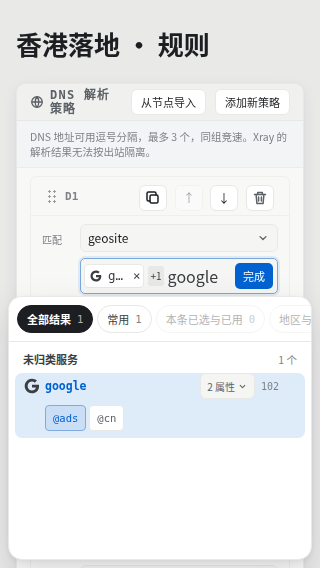 香港落地 · 规则
DNS 解析
策略
从节点导入
添加新策略
DNS 地址可用逗号分隔，最多 3 个，同组竞速。Xray 的
解析结果无法按出站隔离。
D1
匹配
geosite
g…
×
+1
google
完成
全部结果 1
常用 1
本条已选与已用 0
地区与
未归类服务
1 个
google
2 属性
102
@ads
@cn